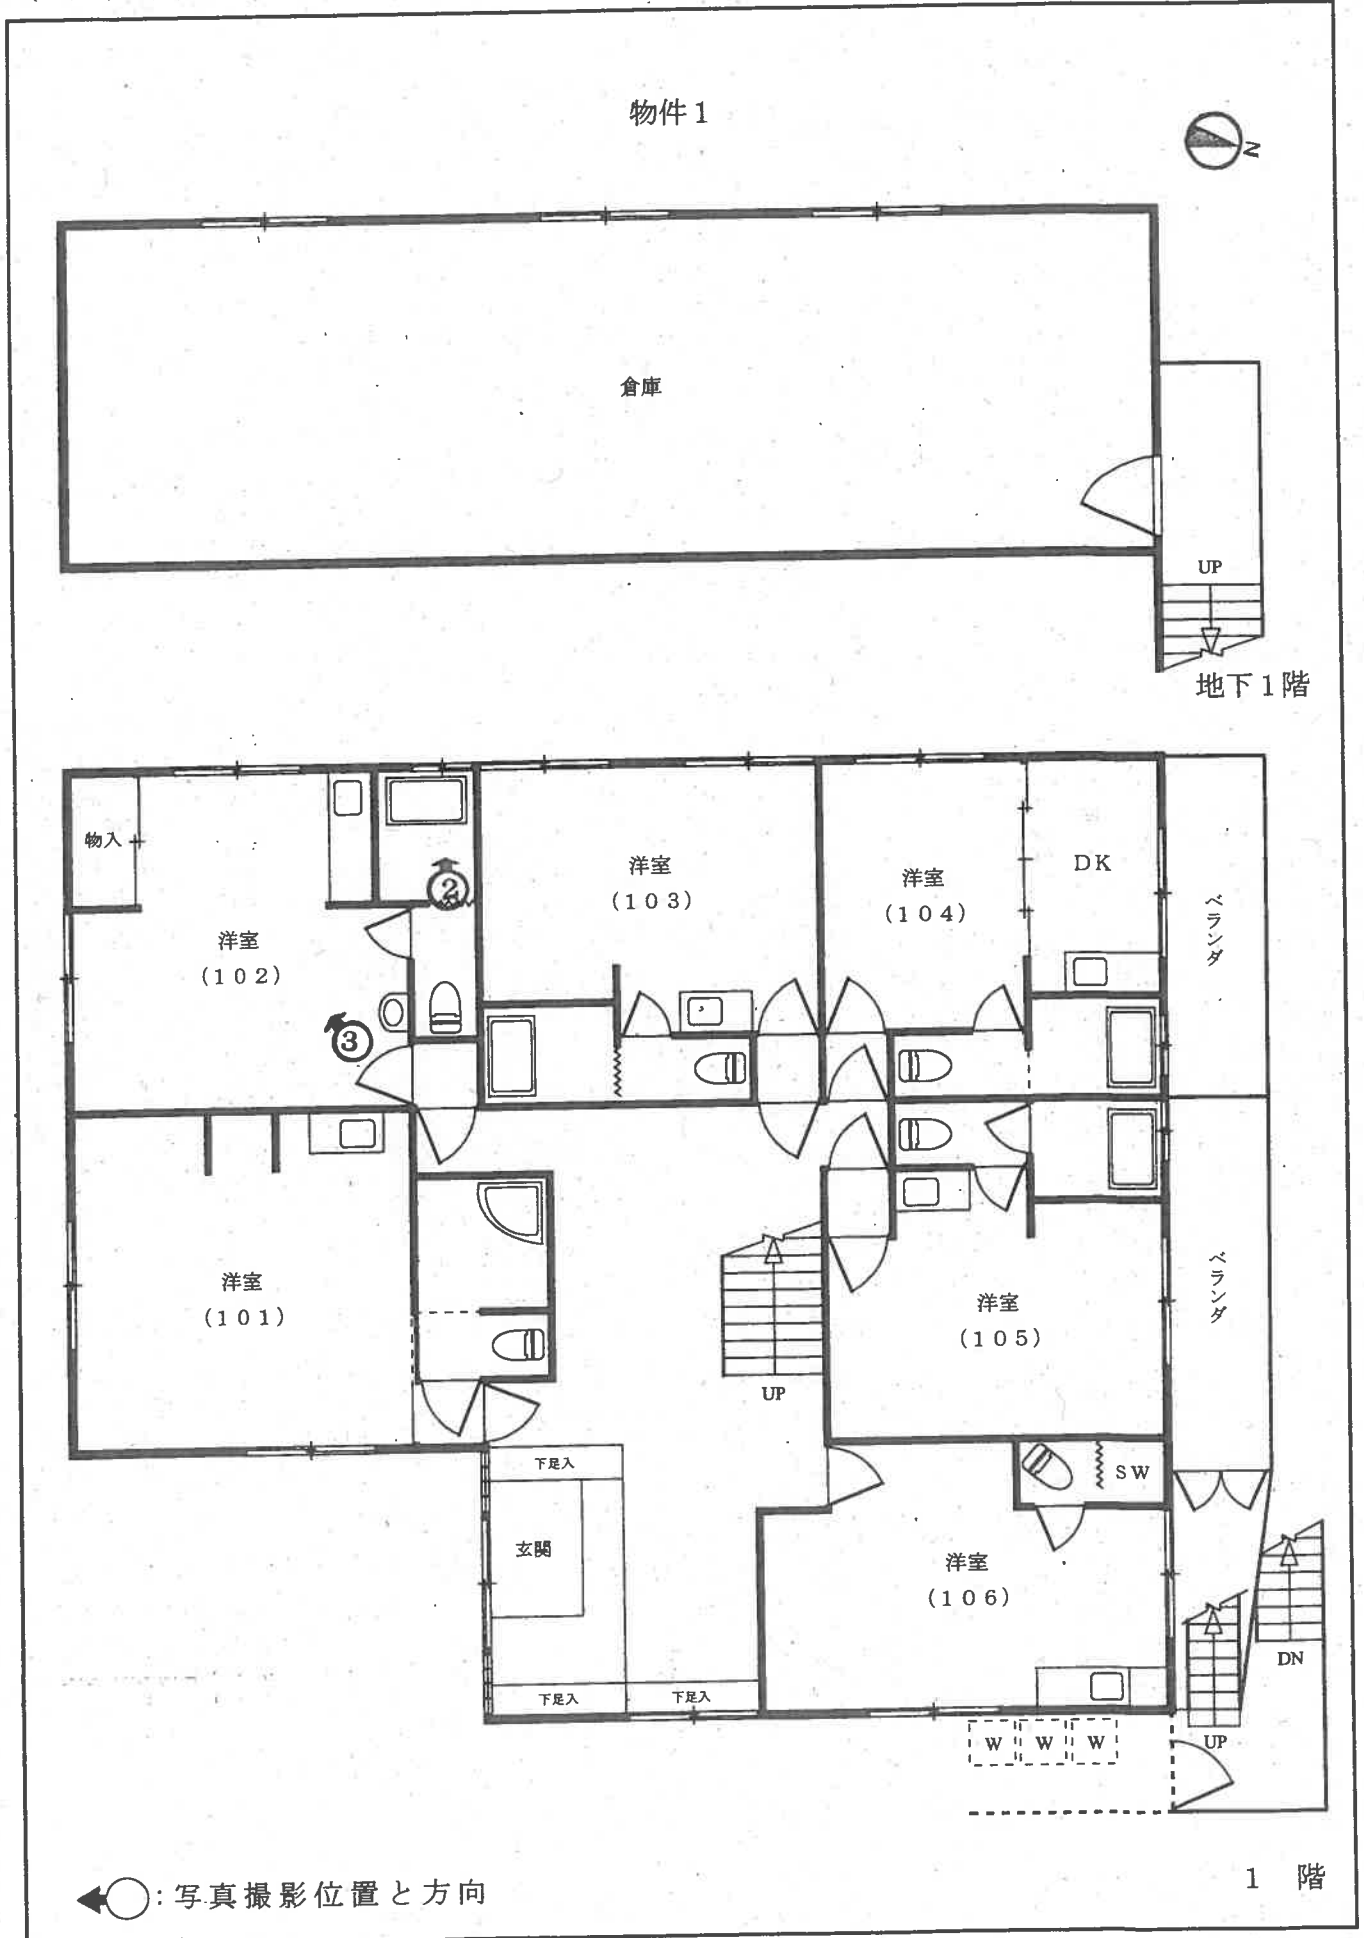 物件1
N
倉庫
UP
地下1階
物入
②
洋室
(103)
洋室
(104)
DK
ベランダ
洋室
(102)
③
洋室
(101)
UP
洋室
(105)
ベランダ
下足入
SW
玄関
洋室
(106)
下足入
下足入
W
W
W
UP
DN
:写真撮影位置と方向
1 階